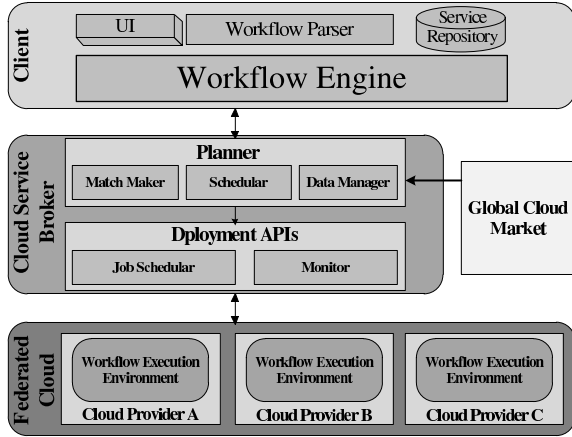 Client
UI
Workflow Parser
Service
Repository
Workflow Engine
Cloud Service
Broker
Planner
Match Maker
Schedular
Data Manager
Dployment APIs
Job Schedular
Monitor
Global Cloud
Market
Federated
Cloud
Workflow Execution
Environment
Cloud Provider A
Workflow Execution
Environment
Cloud Provider B
Workflow Execution
Environment
Cloud Provider C